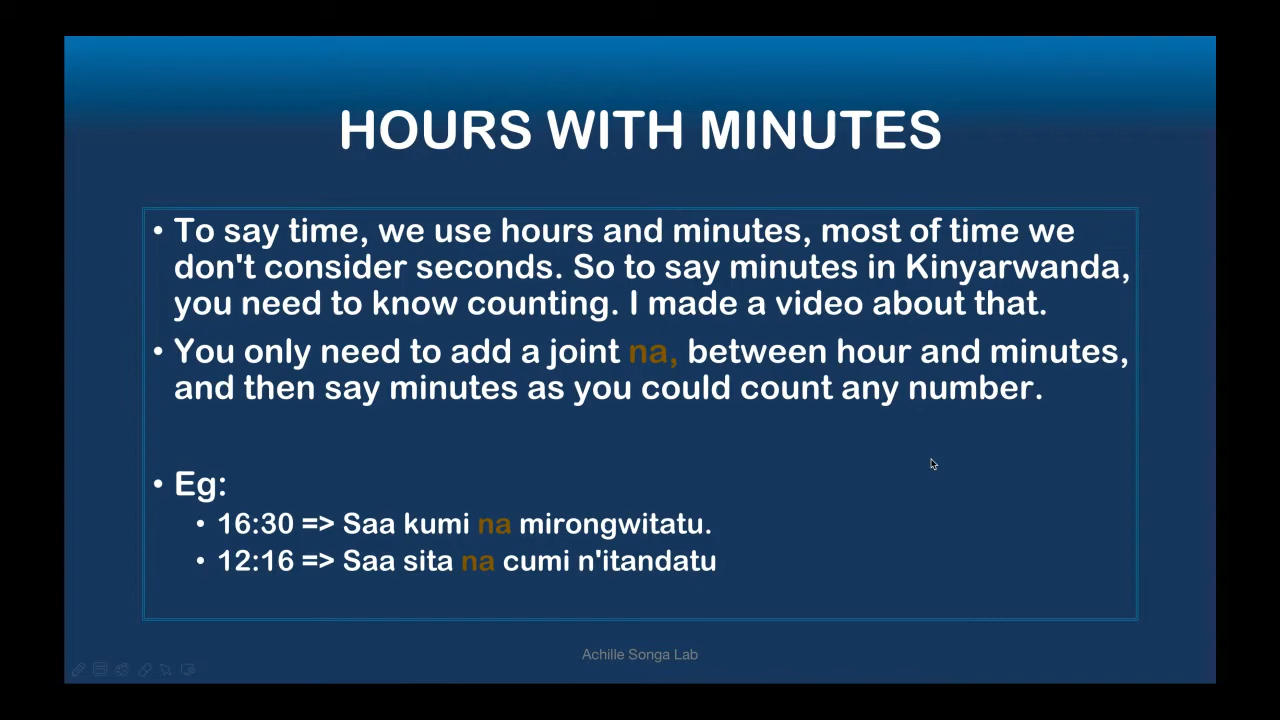 HOURS WITH MINUTES
• To say time, we use hours and minutes, most of time we
don't consider seconds. So to say minutes in Kinyarwanda,
you need to know counting. I made a video about that.
• You only need to add a joint na, between hour and minutes,
and then say minutes as you could count any number.
• Eg:
• 16:30 => Saa kumi na mirongwitatu.
• 12:16 => Saa sita na cumi n'itandatu
Achille Songa Lab